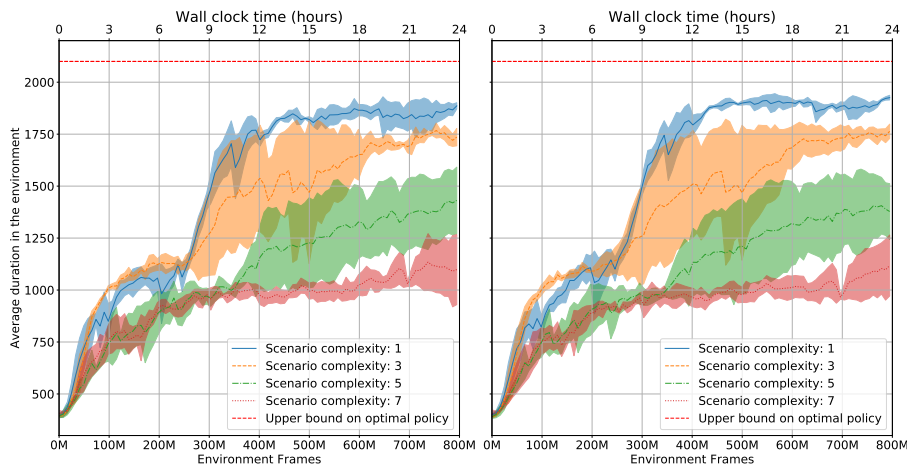 Wall clock time (hours)
0 3 6 9 12 15 18 21 24
Average duration in the environment
2000
1750
1500
1250
1000
750
500
Scenario complexity: 1
Scenario complexity: 3
Scenario complexity: 5
Scenario complexity: 7
Upper bound on optimal policy
0M 100M 200M 300M 400M 500M 600M 700M 800M
Environment Frames
Wall clock time (hours)
0 3 6 9 12 15 18 21 24
Scenario complexity: 1
Scenario complexity: 3
Scenario complexity: 5
Scenario complexity: 7
Upper bound on optimal policy
0M 100M 200M 300M 400M 500M 600M 700M 800M
Environment Frames